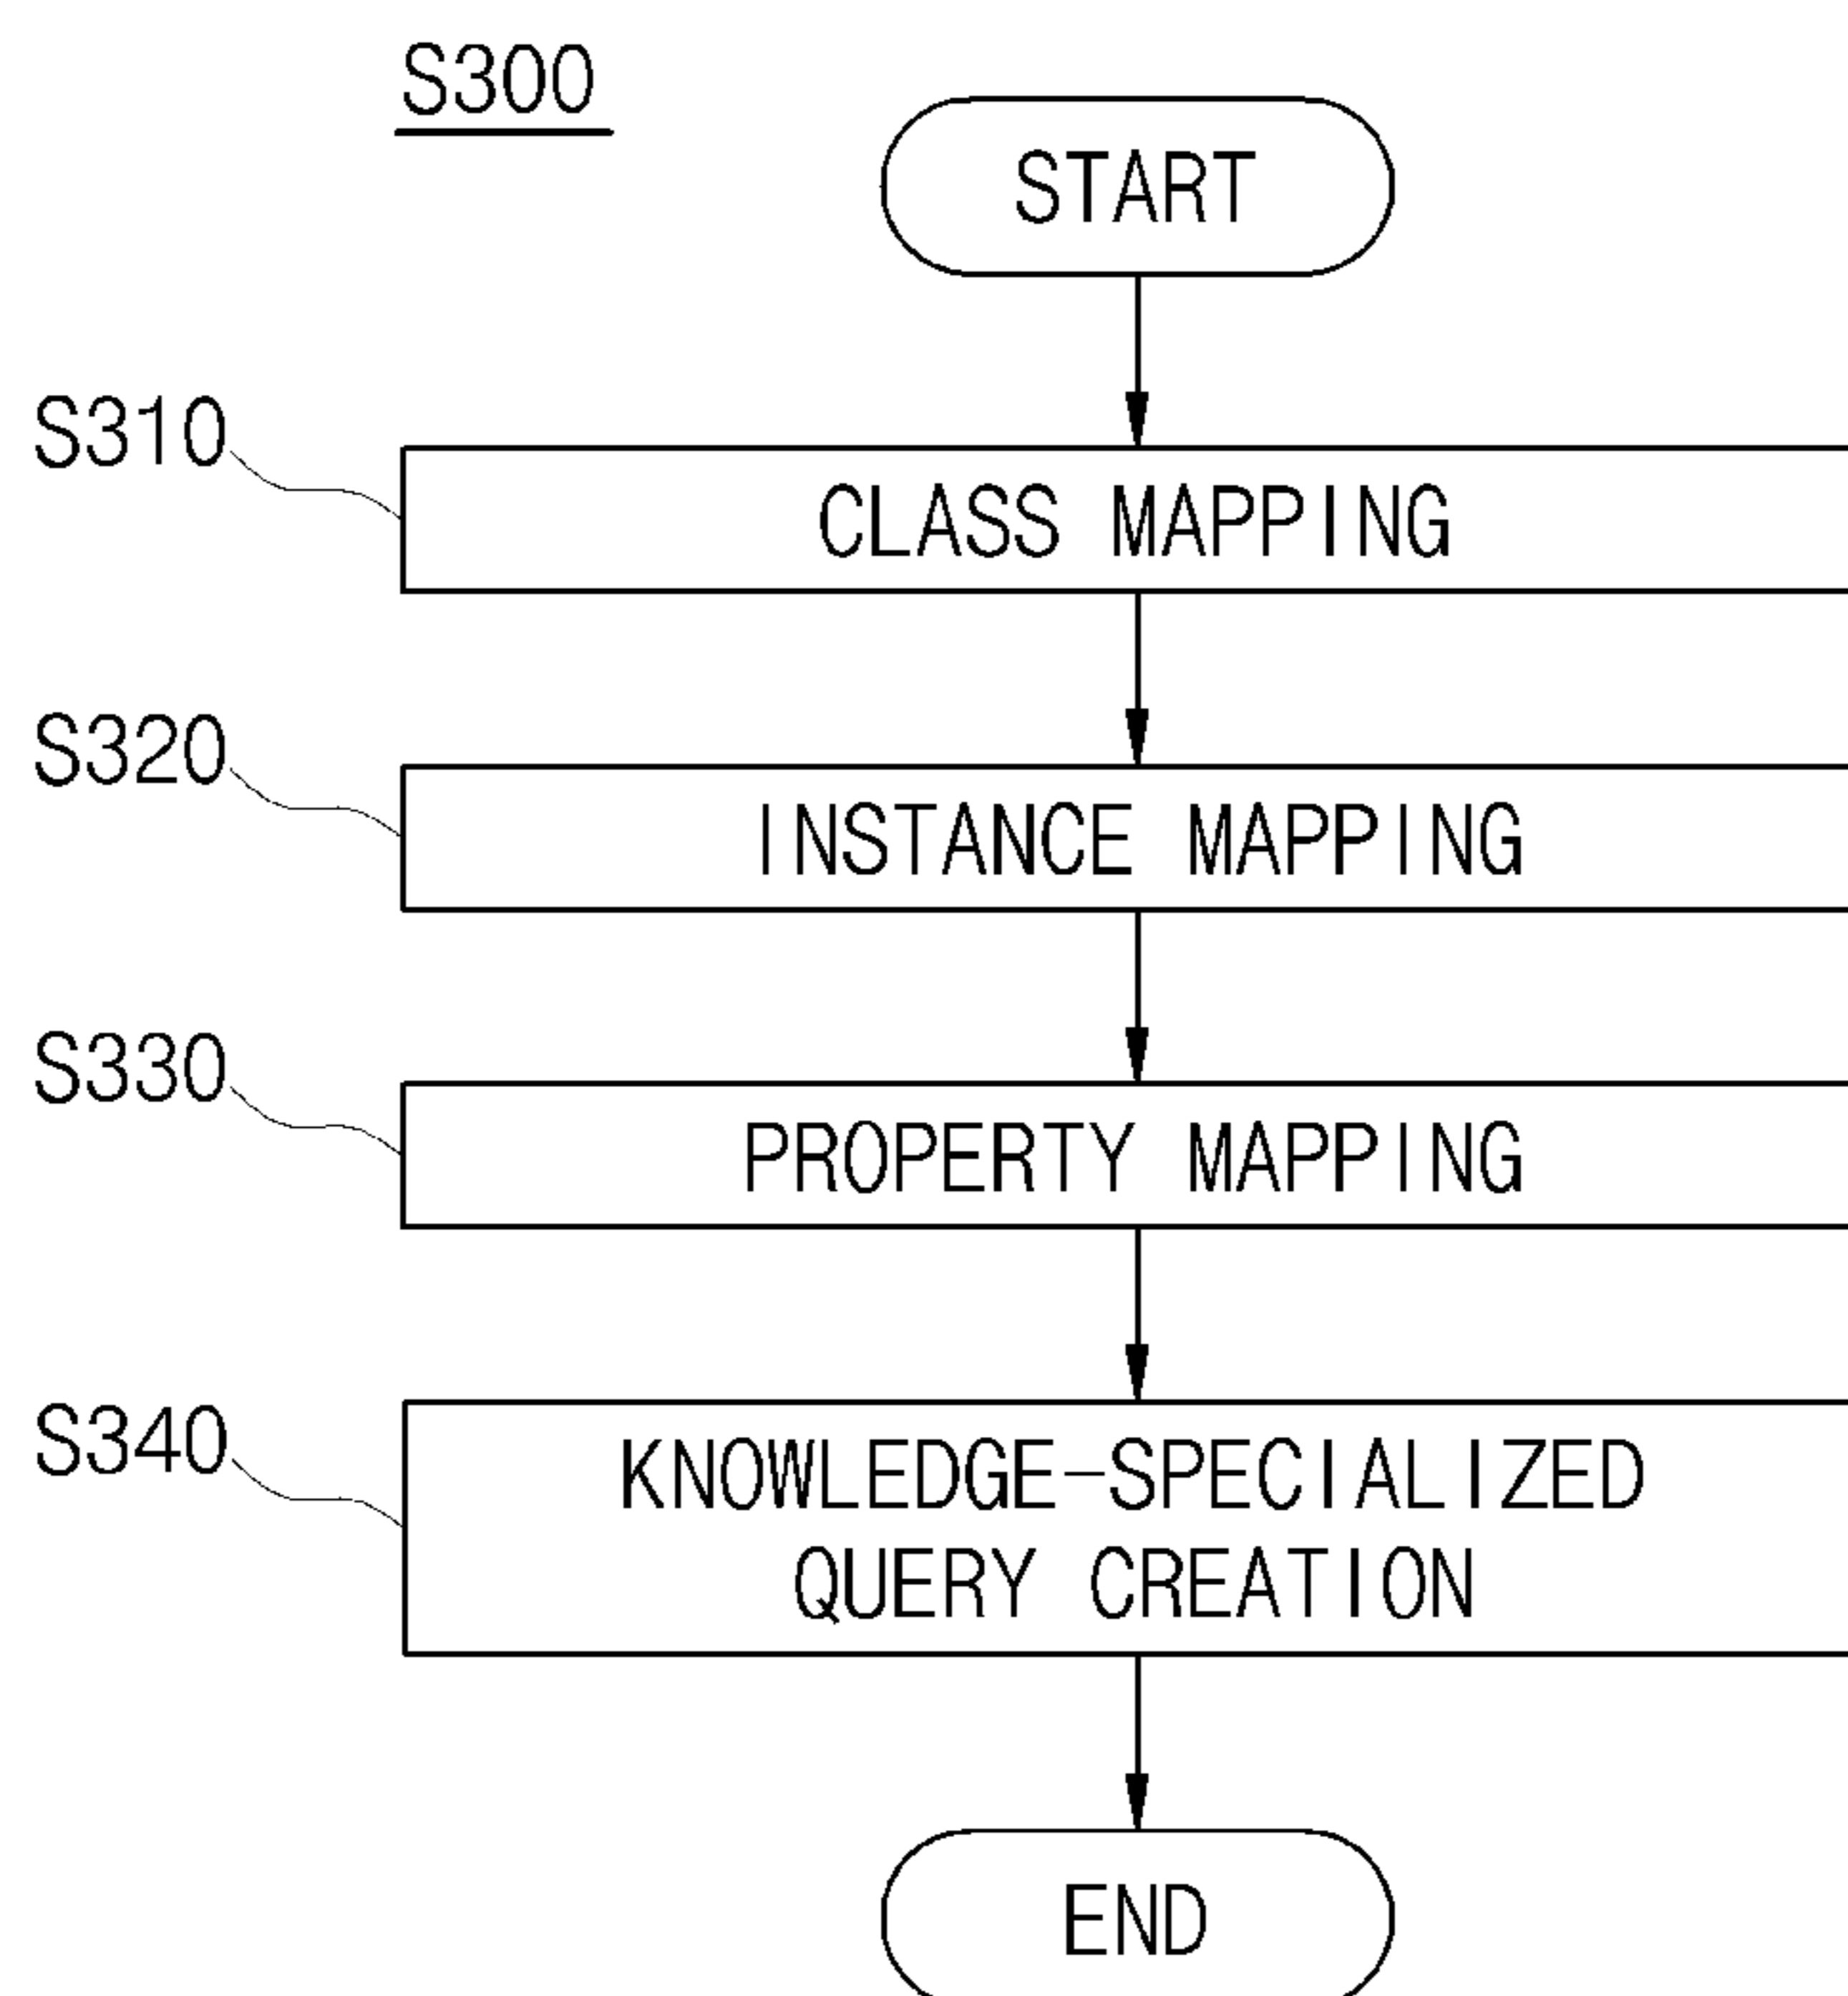 S300
START
S310
CLASS MAPPING
S320
INSTANCE MAPPING
S330
PROPERTY MAPPING
S340
KNOWLEDGE-SPECIALIZED
QUERY CREATION
END